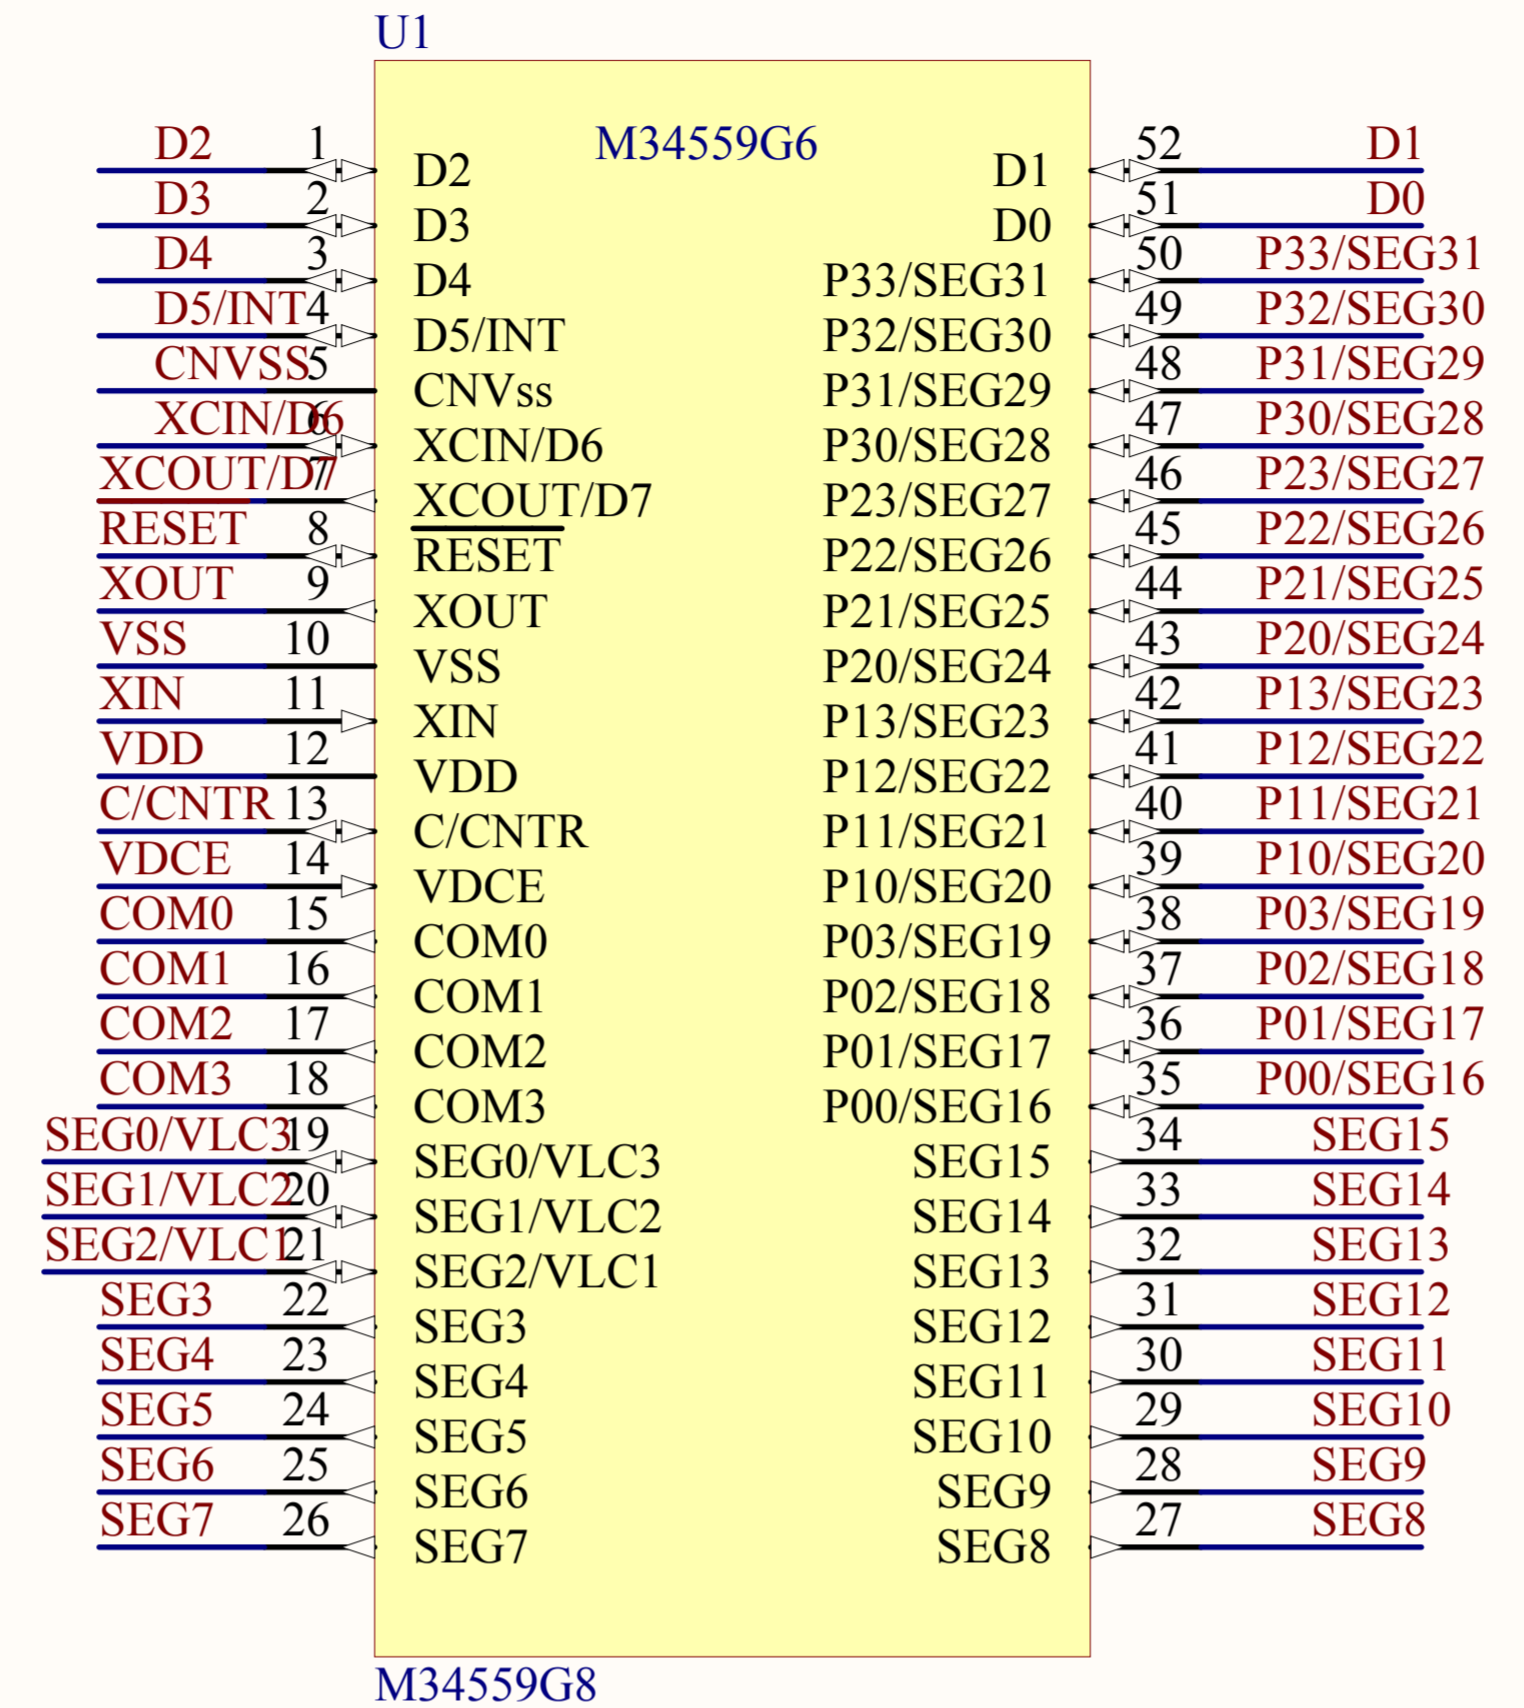 U1
M34559G6
D2 1 D2 D1 52 D1
D3 2 D3 D0 51 D0
D4 3 D4 P33/SEG31 50 P33/SEG31
D5/INT 4 D5/INT P32/SEG30 49 P32/SEG30
CNVSS 5 CNVss P31/SEG29 48 P31/SEG29
XCIN/D6 6 XCIN/D6 P30/SEG28 47 P30/SEG28
XCOUT/D7 7 XCOUT/D7 P23/SEG27 46 P23/SEG27
RESET 8 RESET P22/SEG26 45 P22/SEG26
XOUT 9 XOUT P21/SEG25 44 P21/SEG25
VSS 10 VSS P20/SEG24 43 P20/SEG24
XIN 11 XIN P13/SEG23 42 P13/SEG23
VDD 12 VDD P12/SEG22 41 P12/SEG22
C/CNTR 13 C/CNTR P11/SEG21 40 P11/SEG21
VDCE 14 VDCE P10/SEG20 39 P10/SEG20
COM0 15 COM0 P03/SEG19 38 P03/SEG19
COM1 16 COM1 P02/SEG18 37 P02/SEG18
COM2 17 COM2 P01/SEG17 36 P01/SEG17
COM3 18 COM3 P00/SEG16 35 P00/SEG16
SEG0/VLC3 19 SEG0/VLC3 SEG15 34 SEG15
SEG1/VLC2 20 SEG1/VLC2 SEG14 33 SEG14
SEG2/VLC1 21 SEG2/VLC1 SEG13 32 SEG13
SEG3 22 SEG3 SEG12 31 SEG12
SEG4 23 SEG4 SEG11 30 SEG11
SEG5 24 SEG5 SEG10 29 SEG10
SEG6 25 SEG6 SEG9 28 SEG9
SEG7 26 SEG7 SEG8 27 SEG8
M34559G8